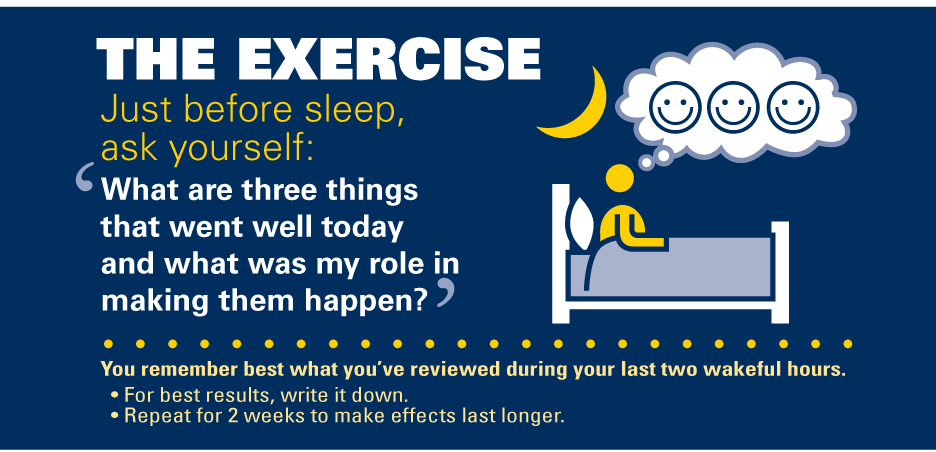 THE EXERCISE
Just before sleep,
ask yourself:
‘What are three things
that went well today
and what was my role in
making them happen?’
You remember best what you’ve reviewed during your last two wakeful hours.
• For best results, write it down.
• Repeat for 2 weeks to make effects last longer.